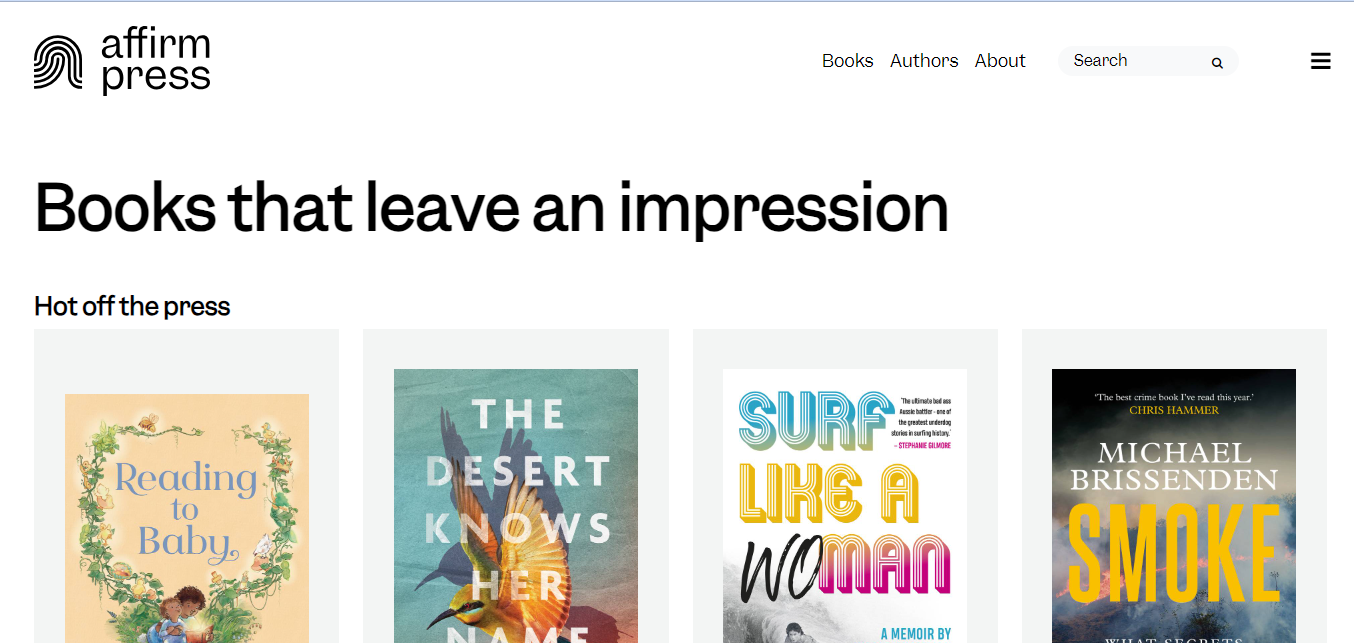 affirm
press
Books Authors About Search
Books that leave an impression
Hot off the press
Reading
to
Baby
THE
DESERT
KNOWS
HER
NAME
SURF
LIKE A
WOMAN
'The ultimate bad ass
Aussie battler - one of
the greatest underdog
stories in surfing history.'
– STEPHANIE GILMORE
A MEMOIR BY
'The best crime book I've read this year.'
CHRIS HAMMER
MICHAEL
BRISSENDEN
SMOKE
WHAT SECRETS